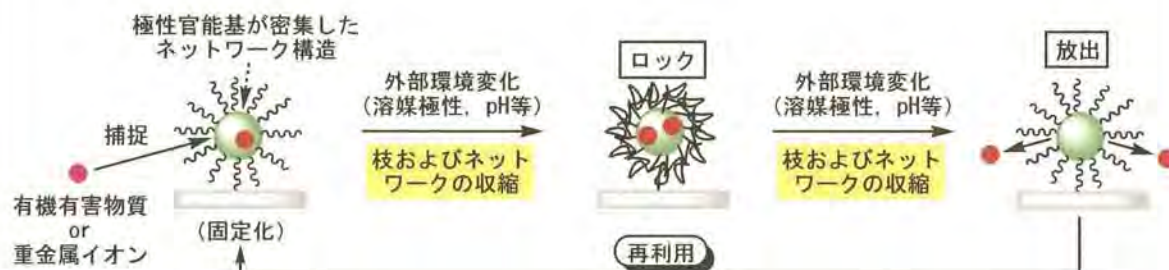 極性官能基が密集した
ネットワーク構造
捕捉
有機有害物質
or
重金属イオン
(固定化)
外部環境変化
(溶媒極性, pH等)
枝およびネット
ワークの収縮
ロック
再利用
外部環境変化
(溶媒極性, pH等)
枝およびネット
ワークの収縮
放出